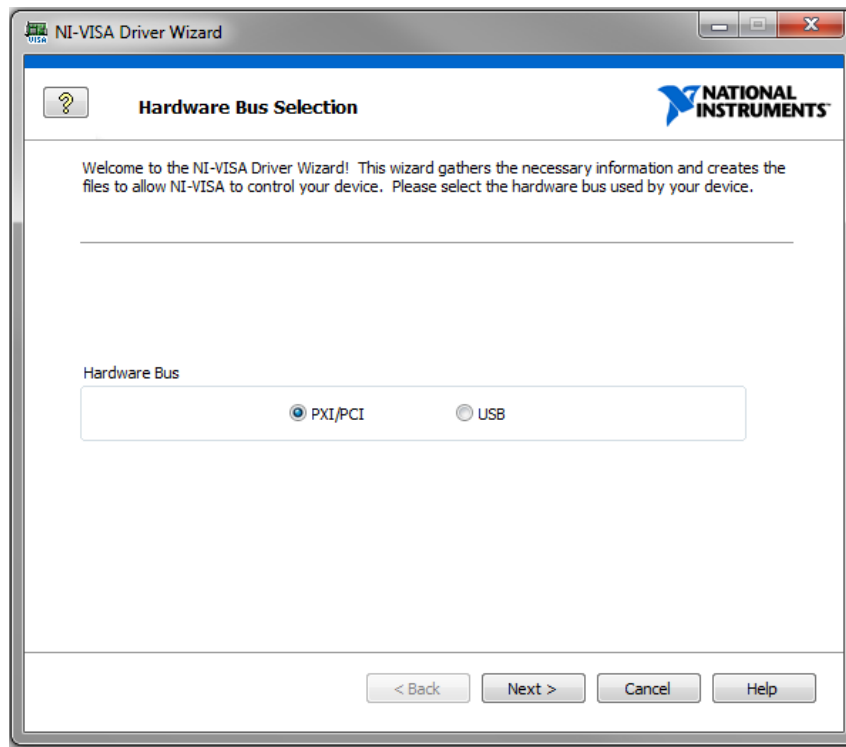 NI-VISA Driver Wizard
Hardware Bus Selection
NATIONAL
INSTRUMENTS™
Welcome to the NI-VISA Driver Wizard! This wizard gathers the necessary information and creates the
files to allow NI-VISA to control your device. Please select the hardware bus used by your device.
Hardware Bus
PXI/PCI USB
< Back Next > Cancel Help